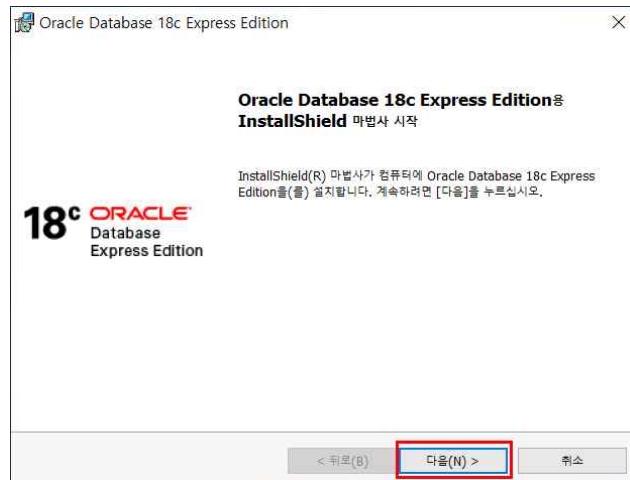 Oracle Database 18c Express Edition
Oracle Database 18c Express Edition용
InstallShield 마법사 시작
InstallShield(R) 마법사가 컴퓨터에 Oracle Database 18c Express
Edition을(를) 설치합니다. 계속하려면 [다음]을 누르십시오.
18c ORACLE
Database
Express Edition
< 뒤로(B) 다음(N) > 취소